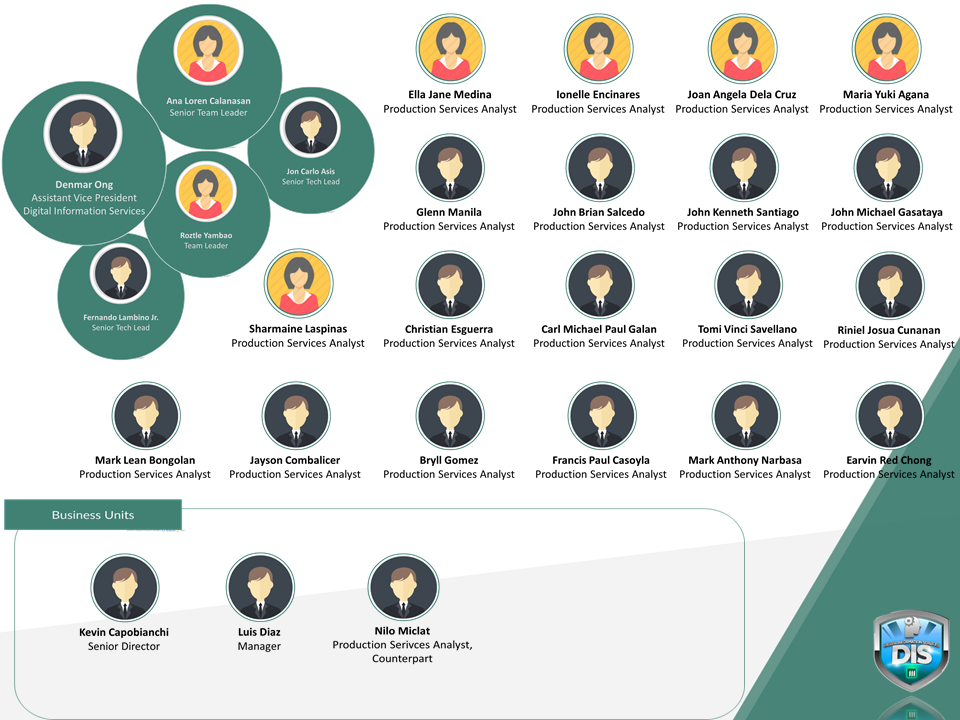 Ana Loren Calanasan
Senior Team Leader
Denmar Ong
Assistant Vice President
Digital Information Services
Jon Carlo Asis
Senior Tech Lead
Roztle Yambao
Team Leader
Fernando Lambino Jr.
Senior Tech Lead
Ella Jane Medina
Production Services Analyst
Ionelle Encinares
Production Services Analyst
Joan Angela Dela Cruz
Production Services Analyst
Maria Yuki Agana
Production Services Analyst
Glenn Manila
Production Services Analyst
John Brian Salcedo
Production Services Analyst
John Kenneth Santiago
Production Services Analyst
John Michael Gasataya
Production Services Analyst
Sharmaine Laspinas
Production Services Analyst
Christian Esguerra
Production Services Analyst
Carl Michael Paul Galan
Production Services Analyst
Tomi Vinci Savellano
Production Services Analyst
Riniel Josua Cunanan
Production Services Analyst
Mark Lean Bongolan
Production Services Analyst
Jayson Combalicer
Production Services Analyst
Bryll Gomez
Production Services Analyst
Francis Paul Casoyla
Production Services Analyst
Mark Anthony Narbasa
Production Services Analyst
Earvin Red Chong
Production Services Analyst
Business Units
Kevin Capobianchi
Senior Director
Luis Diaz
Manager
Nilo Miclat
Production Serivces Analyst,
Counterpart
DIS